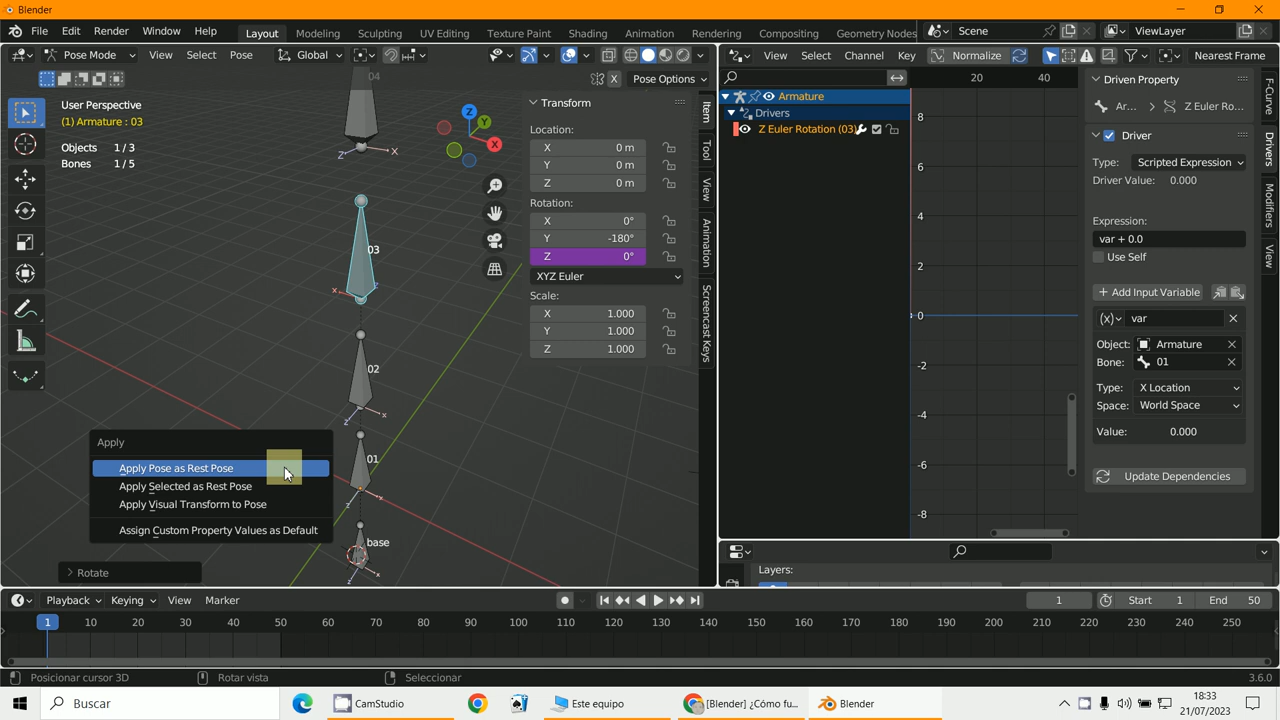 Blender
File Edit Render Window Help
Layout Modeling Sculpting UV Editing Texture Paint Shading Animation Rendering Compositing Geometry Nodes
Scene
ViewLayer
Pose Mode View Select Pose Global
View Select Channel Key Normalize Nearest Frame
X Pose Options
User Perspective
(1) Armature : 03
Objects 1 / 3
Bones 1 / 5
04
Z X
Z Y X
03
02
01
base
Transform
Location:
X 0 m
Y 0 m
Z 0 m
Rotation:
X 0°
Y -180°
Z 0°
XYZ Euler
Scale:
X 1.000
Y 1.000
Z 1.000
Item
Tool
View
Animation
Screencast Keys
Apply
Apply Pose as Rest Pose
Apply Selected as Rest Pose
Apply Visual Transform to Pose
Assign Custom Property Values as Default
Rotate
Armature
Drivers
Z Euler Rotation (03)
20 40
8
6
4
2
0
-2
-4
-6
-8
Driven Property
Ar... Z Euler Ro...
Driver
Type: Scripted Expression
Driver Value: 0.000
Expression:
var + 0.0
Use Self
+ Add Input Variable
(x) var
Object: Armature
Bone: 01
Type: X Location
Space: World Space
Value: 0.000
Update Dependencies
F-Curve
Drivers
Modifiers
View
Layers:
Playback Keying View Marker
1 Start 1 End 50
1 10 20 30 40 50 60 70 80 90 100 110 120 130 140 150 160 170 180 190 200 210 220 230 240 250
Posicionar cursor 3D Rotar vista Seleccionar 3.6.0
Buscar CamStudio Este equipo [Blender] ¿Cómo fu... Blender
18:33
21/07/2023